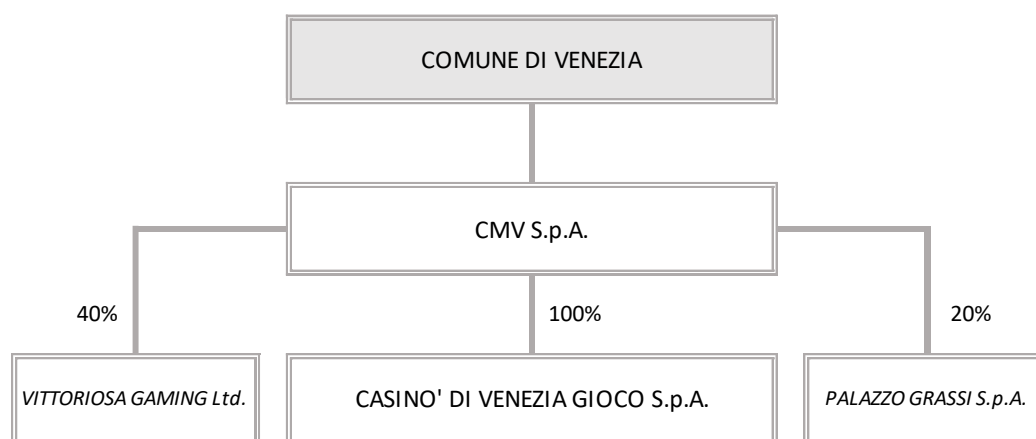 COMUNE DI VENEZIA
CMV S.p.A.
40%
100%
20%
VITTORIOSA GAMING Ltd.
CASINO' DI VENEZIA GIOCO S.p.A.
PALAZZO GRASSI S.p.A.